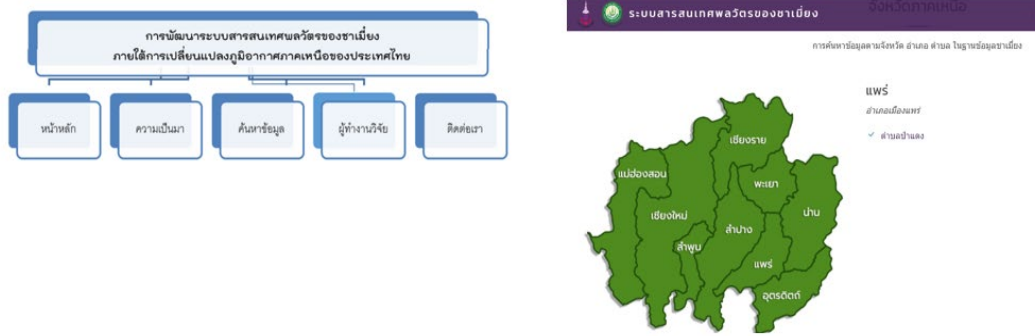 การพัฒนาระบบสารสนเทศพลวัตรของชาเมี่ยง
ภายใต้การเปลี่ยนแปลงภูมิอากาศภาคเหนือของประเทศไทย
หน้าหลัก
ความเป็นมา
ค้นหาข้อมูล
ผู้ทำงานวิจัย
ติดต่อเรา
ระบบสารสนเทศพลวัตรของชาเมี่ยง
จังหวัดภาคเหนือ
การค้นหาข้อมูลตามจังหวัด อำเภอ ตำบล ในฐานข้อมูลชาเมี่ยง
แพร่
อำเภอเมืองแพร่
ตำบลป่าแดง
เชียงราย
แม่ฮ่องสอน
พะเยา
เชียงใหม่
น่าน
ลำปาง
ลำพูน
แพร่
อุตรดิตถ์